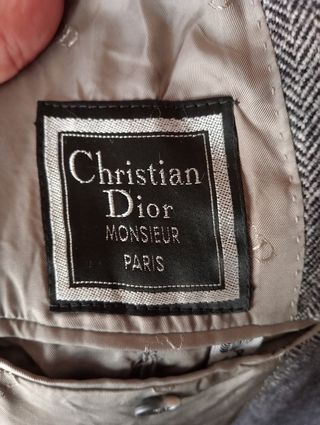 Christian
Dior
MONSIEUR
PARIS